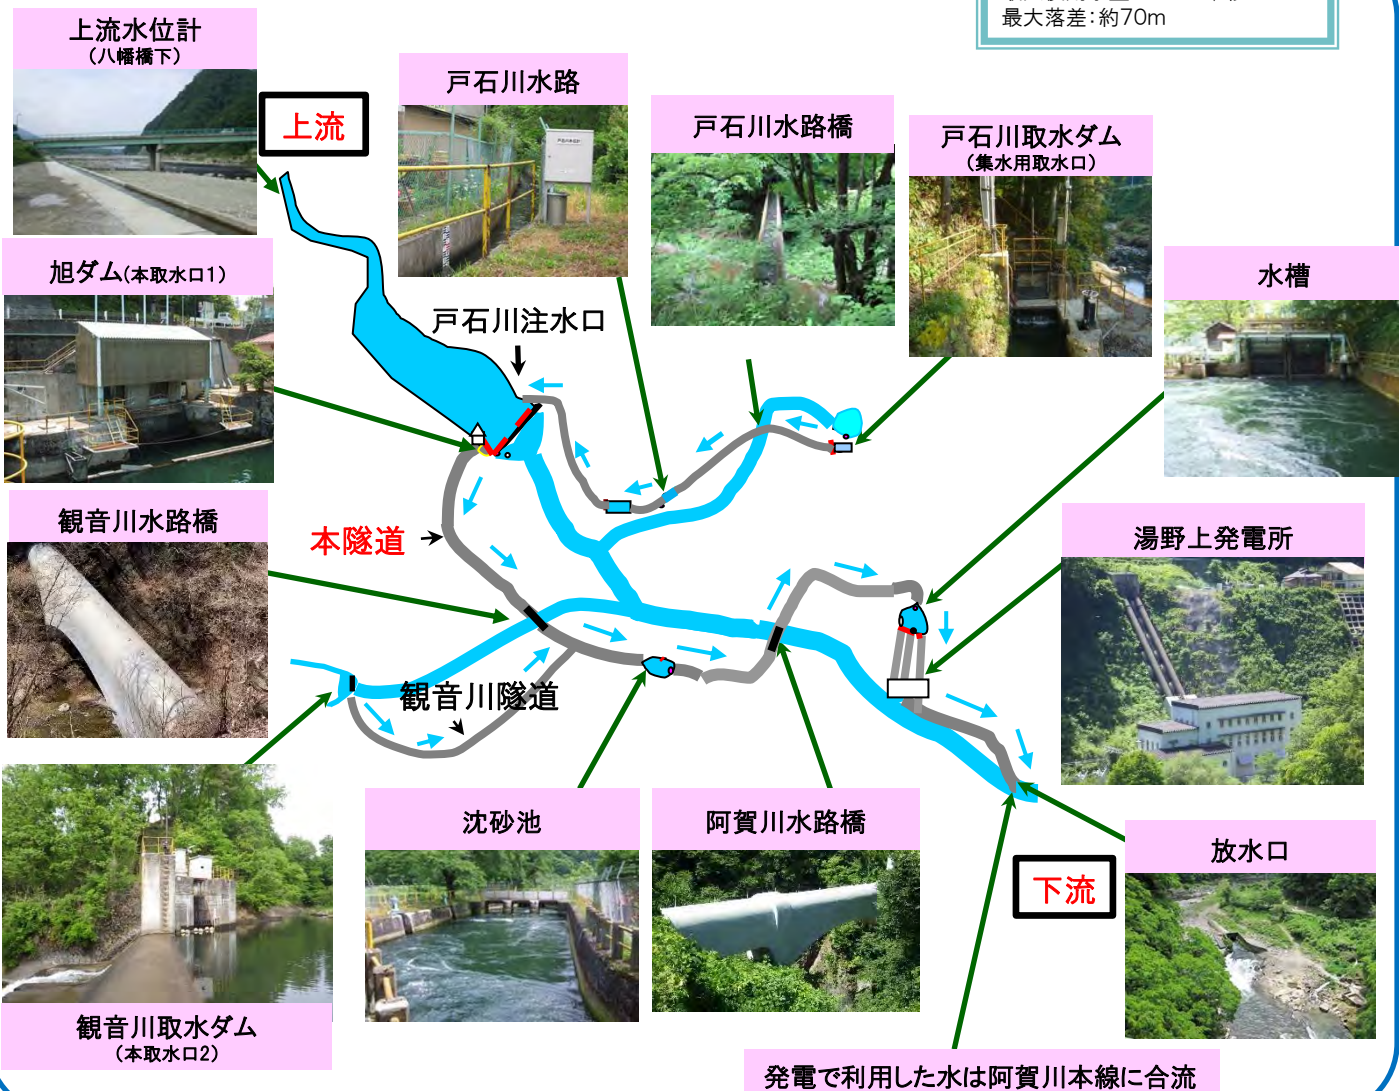 最大落差：約70m
上流水位計
（八幡橋下）
上流
戸石川水路
戸石川水路橋
戸石川取水ダム
（集水用取水口）
水槽
旭ダム(本取水口1)
戸石川注水口
観音川水路橋
本隧道
湯野上発電所
観音川隧道
沈砂池
阿賀川水路橋
放水口
下流
観音川取水ダム
（本取水口2）
発電で利用した水は阿賀川本線に合流